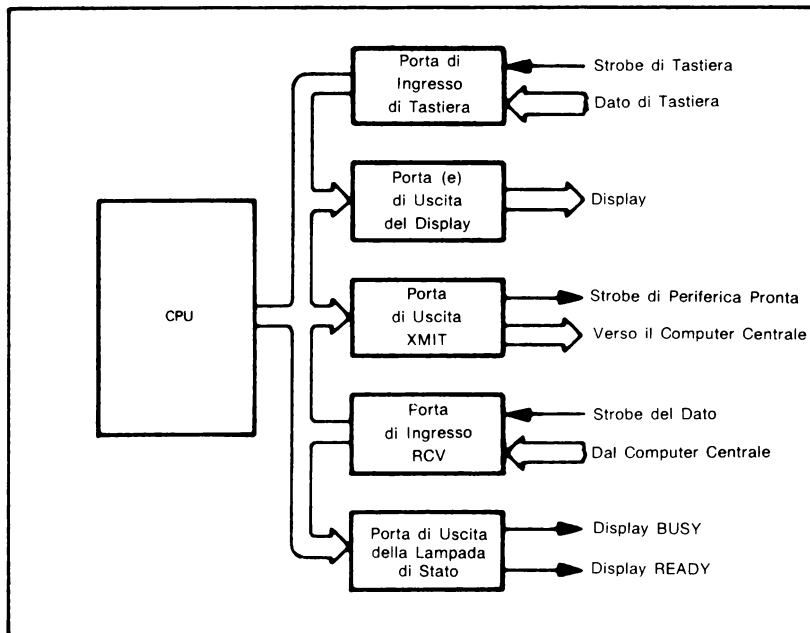 Porta di
Ingresso
di Tastiera
Strobe di Tastiera
Dato di Tastiera
Porta (e)
di Uscita
del Display
Display
CPU
Porta
di Uscita
XMIT
Strobe di Periferica Pronta
Verso il Computer Centrale
Porta
di Ingresso
RCV
Strobe del Dato
Dal Computer Centrale
Porta di Uscita
della Lampada
di Stato
Display BUSY
Display READY